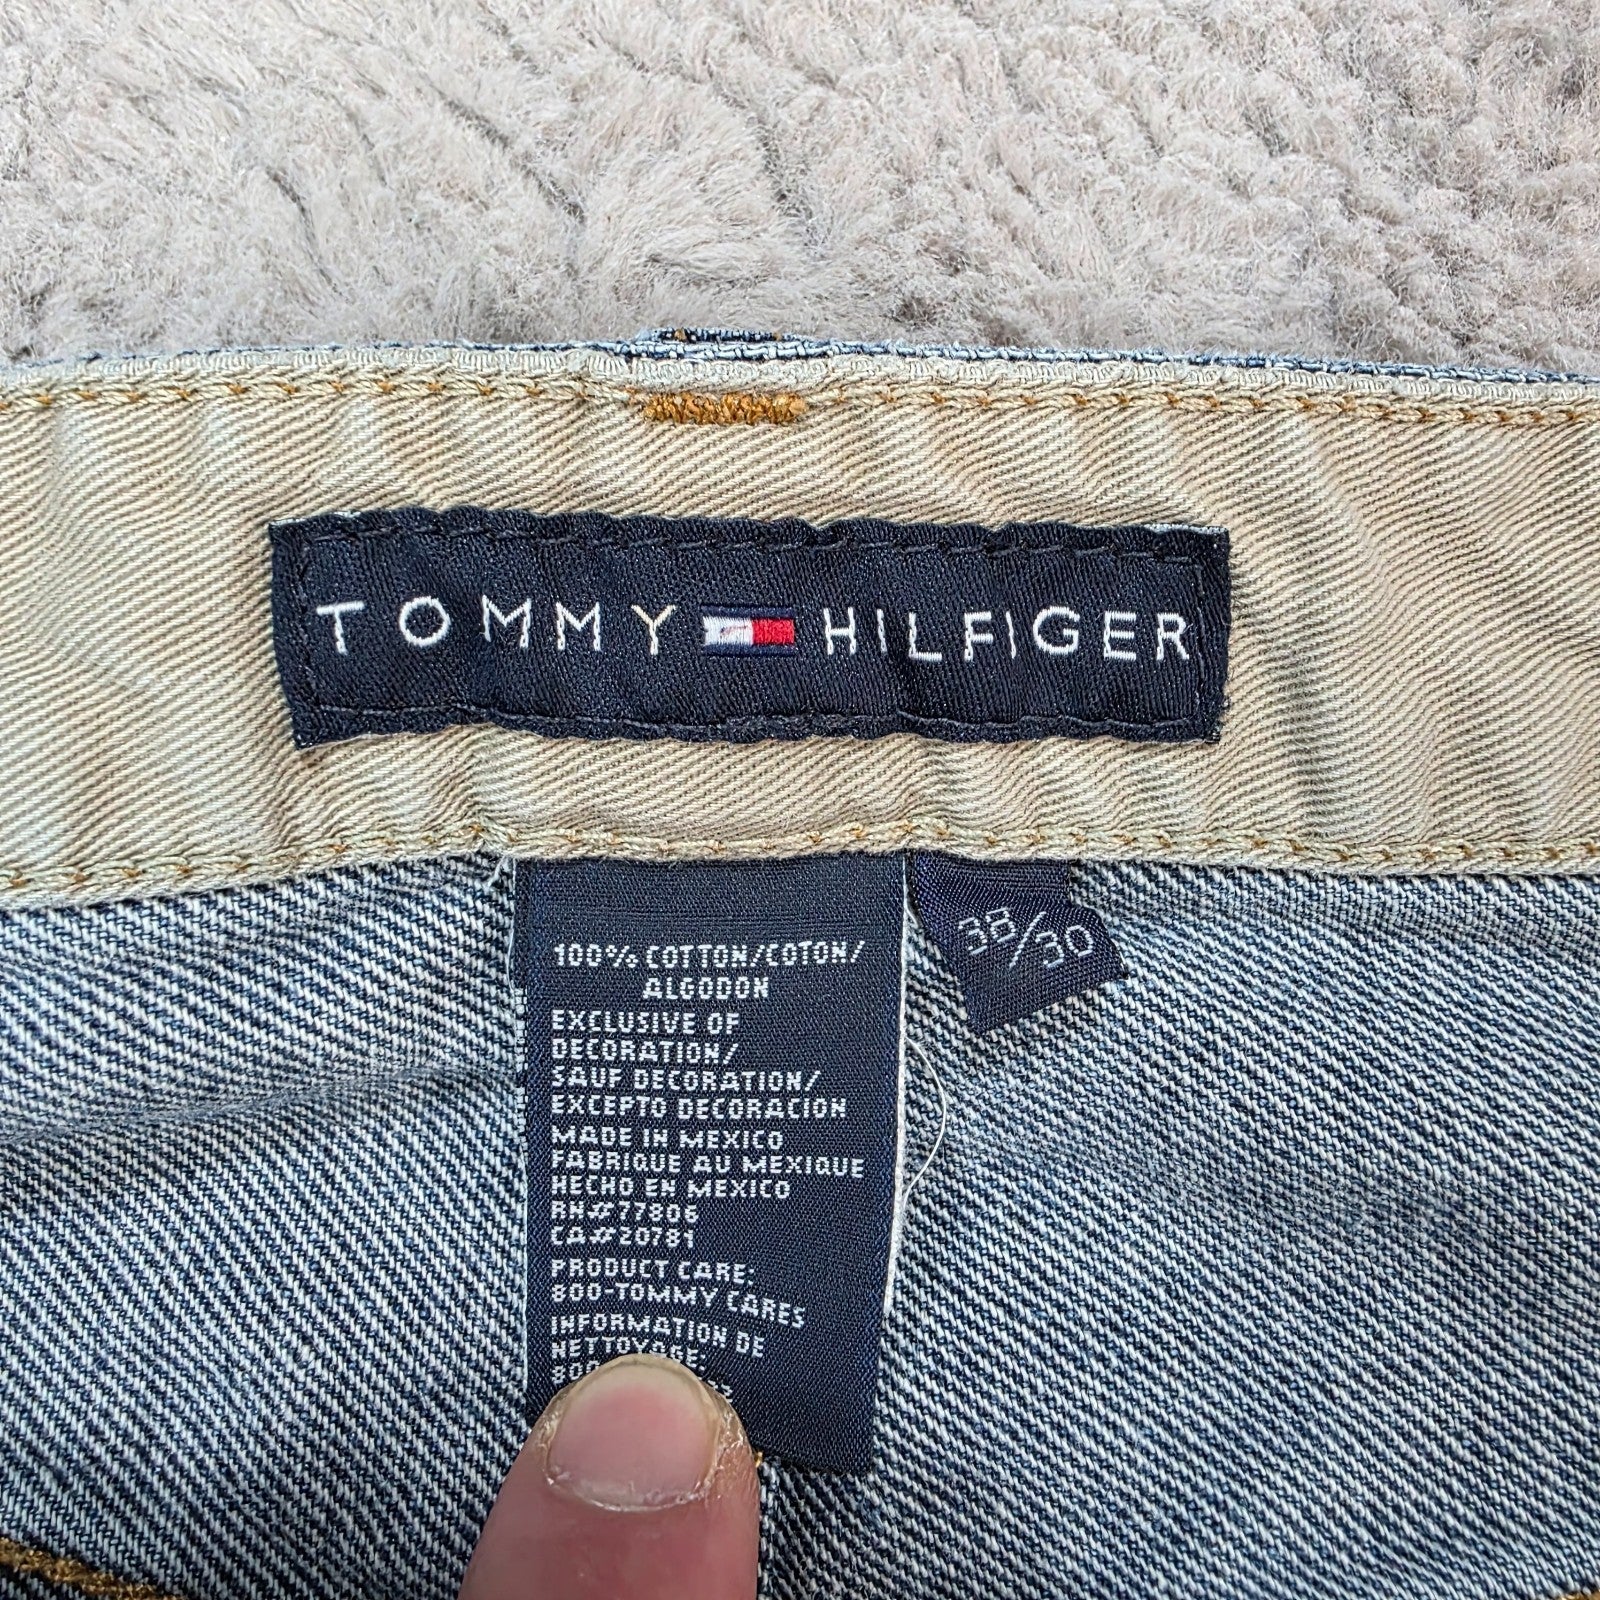 TOMMY HILFIGER
38/30
100% COTTON/COTON/
ALGODON
EXCLUSIVE OF
DECORATION/
SAUF DECORATION/
EXCEPTO DECORACION
MADE IN MEXICO
FABRIQUE AU MEXIQUE
HECHO EN MEXICO
RN#77806
CA#20781
PRODUCT CARE:
800-TOMMY CARES
INFORMATION DE
NETTOYAGE: